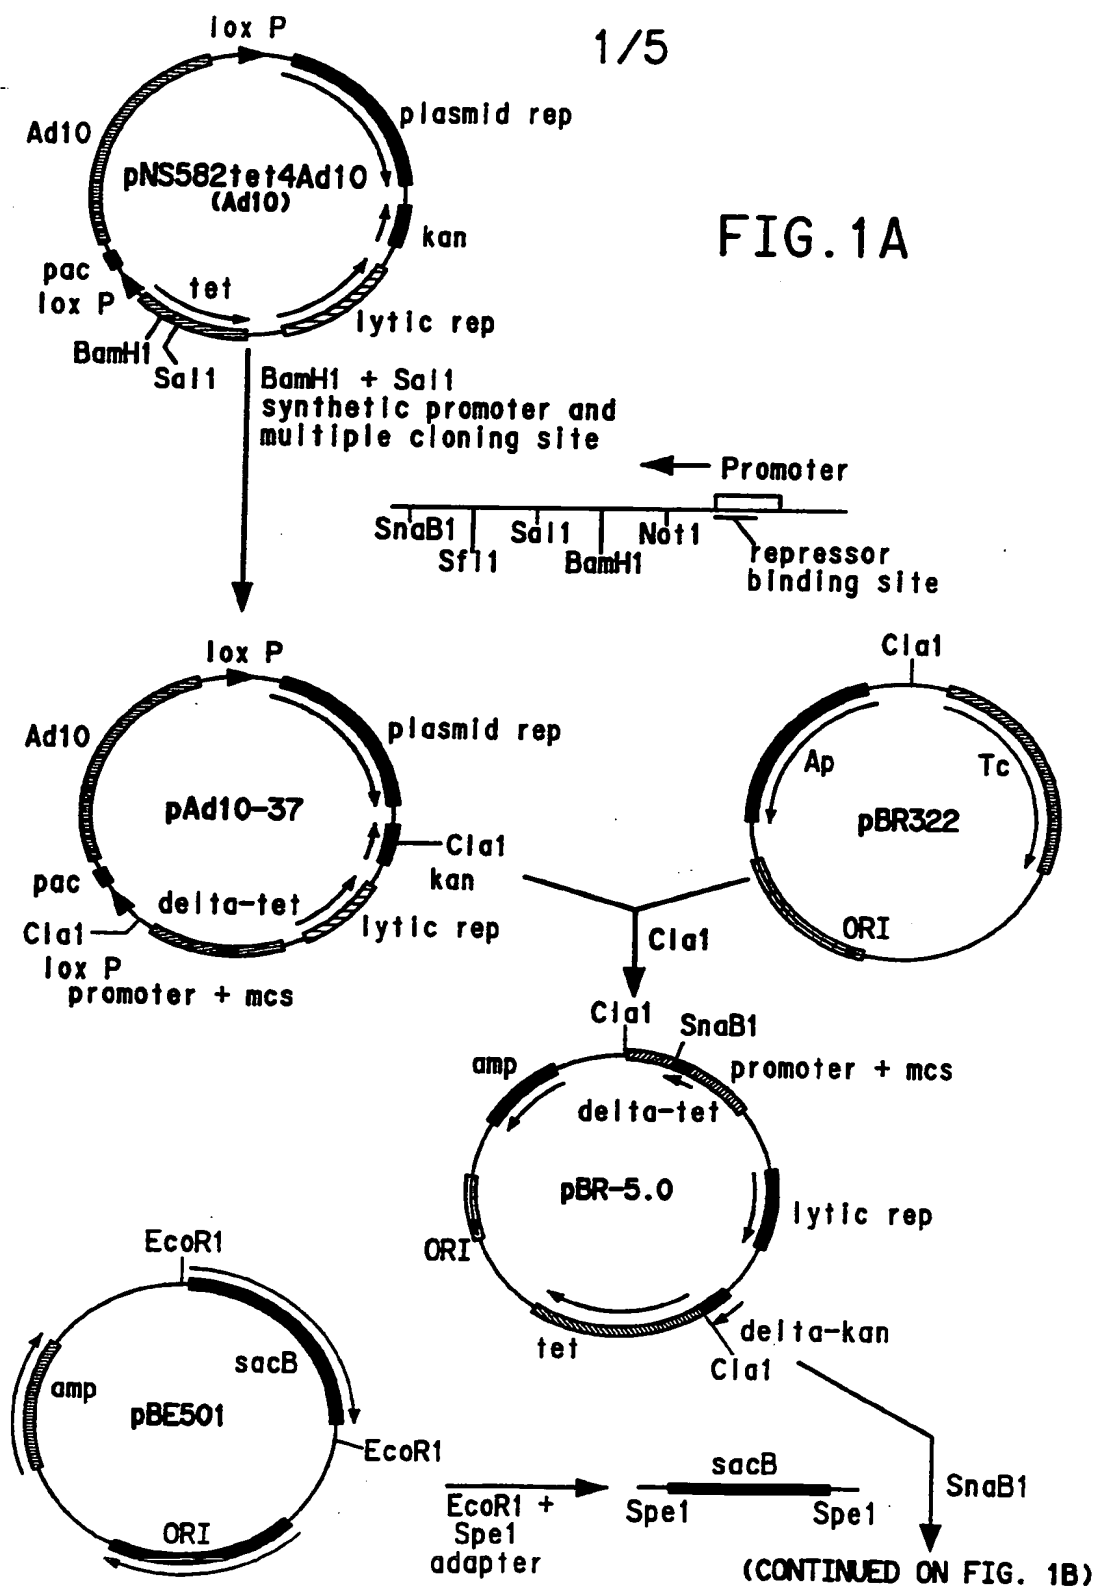 1/5
FIG.1A
lox P
plasmid rep
Ad10
pNS582tet4Ad10
(Ad10)
kan
pac
lox P
tet
lytic rep
BamH1
Sal1
BamH1 + Sal1
synthetic promoter and
multiple cloning site
Promoter
SnaB1
Sfi1
Sal1
BamH1
Not1
repressor
binding site
lox P
plasmid rep
Ad10
pAd10-37
Cla1
kan
pac
delta-tet
Cla1
lytic rep
lox P
promoter + mcs
Cla1
Ap
Tc
pBR322
ORI
Cla1
Cla1
SnaB1
amp
promoter + mcs
delta-tet
pBR-5.0
lytic rep
ORI
tet
delta-kan
Cla1
EcoR1
sacB
amp
pBE501
EcoR1
ORI
EcoR1 +
Spe1
adapter
sacB
Spe1
Spe1
SnaB1
(CONTINUED ON FIG. 1B)